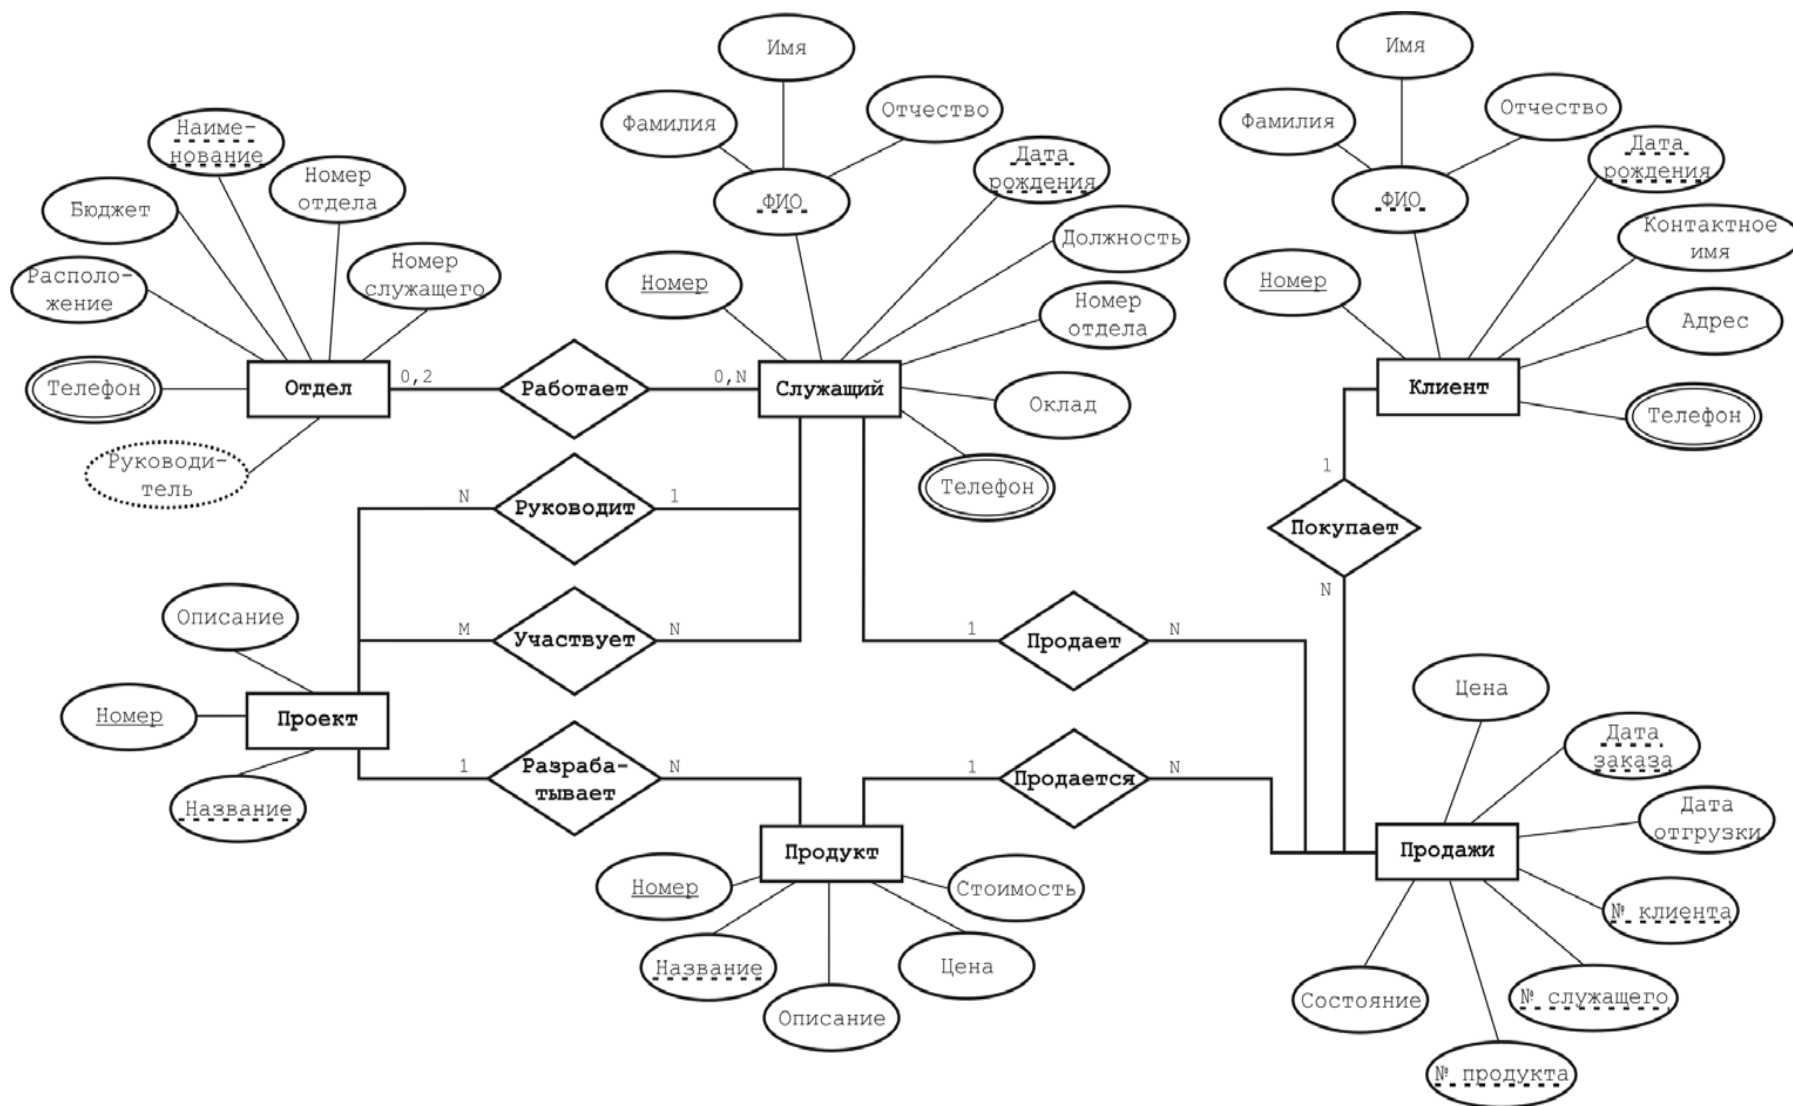 Имя
Фамилия
Отчество
ФИО
Дата
рождения
Должность
Номер
Номер
отдела
Оклад
Телефон
Служащий
Наиме-
нование
Номер
отдела
Бюджет
Номер
служащего
Располо-
жение
Телефон
Руководи-
тель
Отдел
0,2
Работает
0,N
Имя
Фамилия
Отчество
ФИО
Дата
рождения
Контактное
имя
Номер
Адрес
Телефон
Клиент
N
Руководит
1
1
Покупает
N
M
Участвует
N
1
Продает
N
Описание
Номер
Проект
Название
1
Разраба-
тывает
N
1
Продается
N
Продукт
Номер
Стоимость
Название
Цена
Описание
Цена
Дата
заказа
Дата
отгрузки
Продажи
№ клиента
Состояние
№ служащего
№ продукта